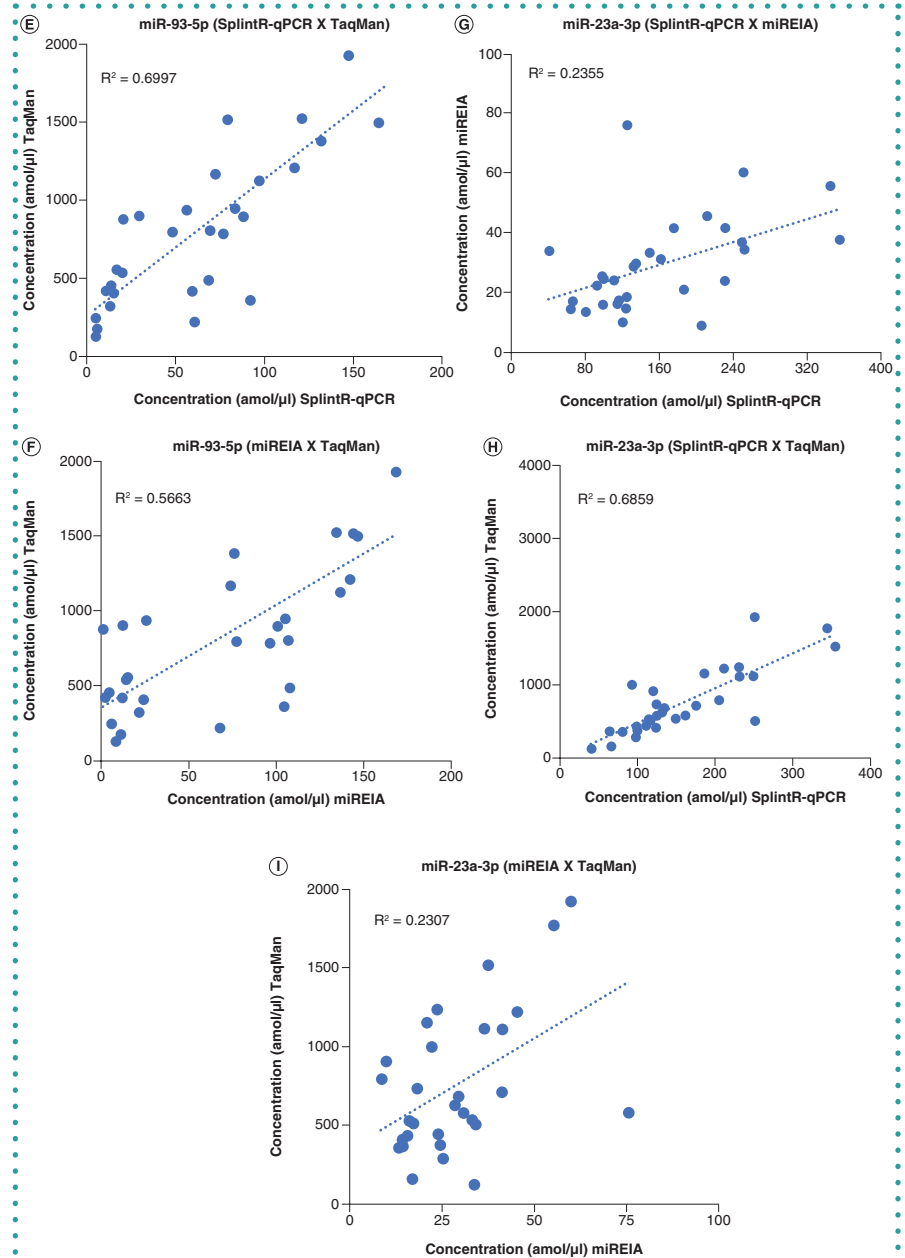 E
miR-93-5p (SplintR-qPCR X TaqMan)
R² = 0.6997
Concentration (amol/µl) TaqMan
2000
1500
1000
500
0
0 50 100 150 200
Concentration (amol/µl) SplintR-qPCR
G
miR-23a-3p (SplintR-qPCR X miREIA)
R² = 0.2355
Concentration (amol/µl) miREIA
100
80
60
40
20
0
0 80 160 240 320 400
Concentration (amol/µl) SplintR-qPCR
F
miR-93-5p (miREIA X TaqMan)
R² = 0.5663
Concentration (amol/µl) TaqMan
2000
1500
1000
500
0
0 50 100 150 200
Concentration (amol/µl) miREIA
H
miR-23a-3p (SplintR-qPCR X TaqMan)
R² = 0.6859
Concentration (amol/µl) TaqMan
4000
3000
2000
1000
0
0 100 200 300 400
Concentration (amol/µl) SplintR-qPCR
I
miR-23a-3p (miREIA X TaqMan)
R² = 0.2307
Concentration (amol/µl) TaqMan
2000
1500
1000
500
0
0 25 50 75 100
Concentration (amol/µl) miREIA